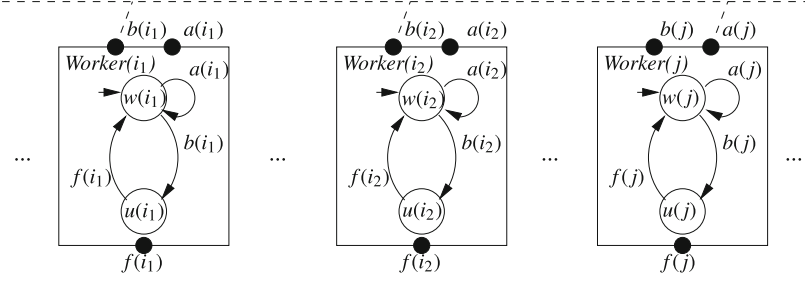 b(i₁) a(i₁) b(i₂) a(i₂) b(j) a(j)
Worker(i₁) a(i₁) Worker(i₂) a(i₂) Worker(j) a(j)
w(i₁) w(i₂) w(j)
b(i₁) b(i₂) b(j)
... ... ... ...
f(i₁) f(i₂) f(j)
u(i₁) u(i₂) u(j)
f(i₁) f(i₂) f(j)